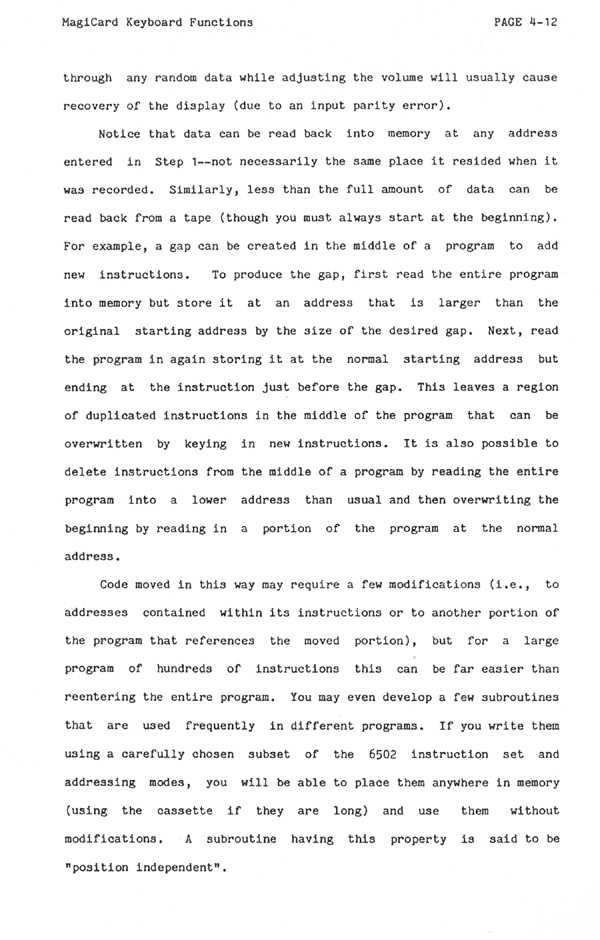 MagiCard Keyboard Functions PAGE 4-12
through any random data while adjusting the volume will usually cause
recovery of the display (due to an input parity error).
Notice that data can be read back into memory at any address
entered in Step 1--not necessarily the same place it resided when it
was recorded. Similarly, less than the full amount of data can be
read back from a tape (though you must always start at the beginning).
For example, a gap can be created in the middle of a program to add
new instructions. To produce the gap, first read the entire program
into memory but store it at an address that is larger than the
original starting address by the size of the desired gap. Next, read
the program in again storing it at the normal starting address but
ending at the instruction just before the gap. This leaves a region
of duplicated instructions in the middle of the program that can be
overwritten by keying in new instructions. It is also possible to
delete instructions from the middle of a program by reading the entire
program into a lower address than usual and then overwriting the
beginning by reading in a portion of the program at the normal
address.
Code moved in this way may require a few modifications (i.e., to
addresses contained within its instructions or to another portion of
the program that references the moved portion), but for a large
program of hundreds of instructions this can be far easier than
reentering the entire program. You may even develop a few subroutines
that are used frequently in different programs. If you write them
using a carefully chosen subset of the 6502 instruction set and
addressing modes, you will be able to place them anywhere in memory
(using the cassette if they are long) and use them without
modifications. A subroutine having this property is said to be
"position independent".